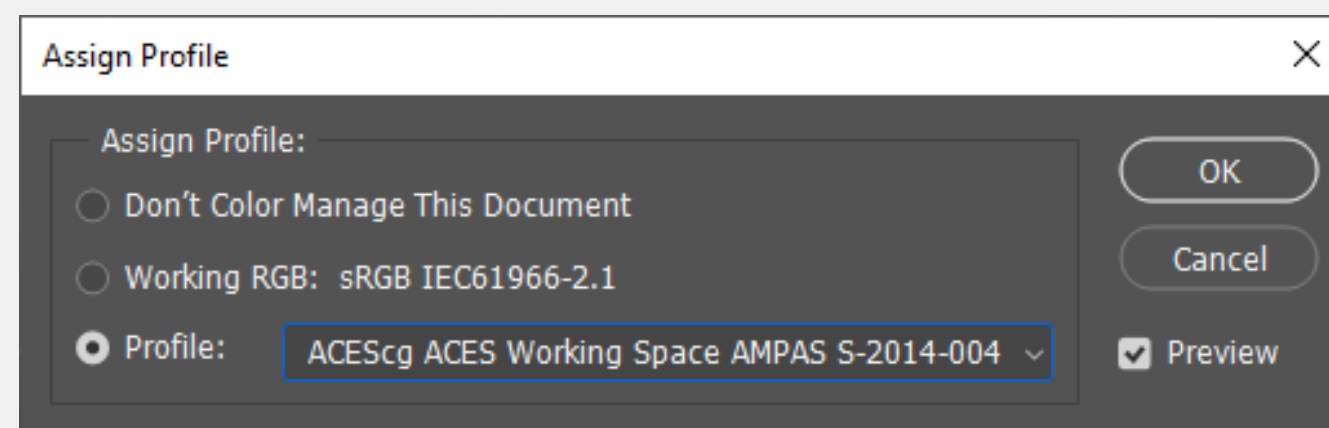 Assign Profile
Assign Profile:
Don’t Color Manage This Document
Working RGB: sRGB IEC61966-2.1
Profile: ACEScg ACES Working Space AMPAS S-2014-004
OK
Cancel
Preview